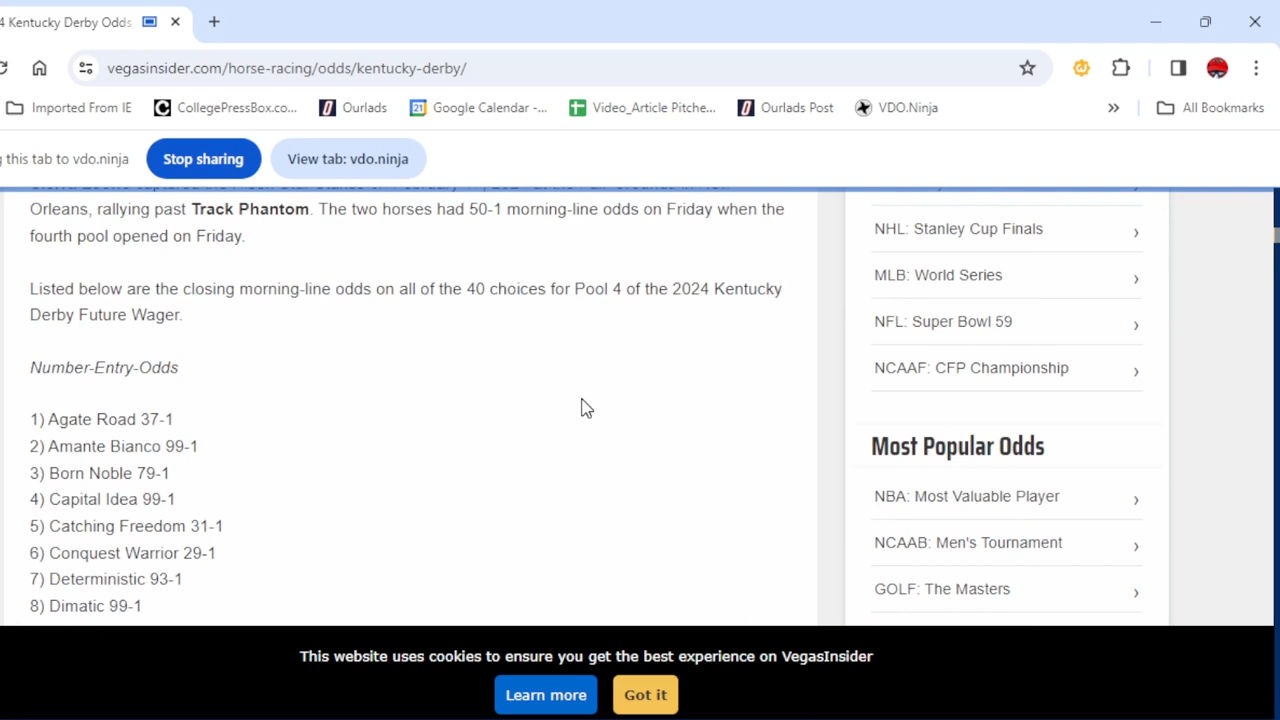 4 Kentucky Derby Odds
vegasinsider.com/horse-racing/odds/kentucky-derby/
Imported From IE
CollegePressBox.co...
Ourlads
Google Calendar -...
Video_Article Pitche...
Ourlads Post
VDO.Ninja
»
All Bookmarks
this tab to vdo.ninja
Stop sharing
View tab: vdo.ninja
Orleans, rallying past Track Phantom. The two horses had 50-1 morning-line odds on Friday when the
fourth pool opened on Friday.
Listed below are the closing morning-line odds on all of the 40 choices for Pool 4 of the 2024 Kentucky
Derby Future Wager.
Number-Entry-Odds
1) Agate Road 37-1
2) Amante Bianco 99-1
3) Born Noble 79-1
4) Capital Idea 99-1
5) Catching Freedom 31-1
6) Conquest Warrior 29-1
7) Deterministic 93-1
8) Dimatic 99-1
NHL: Stanley Cup Finals
MLB: World Series
NFL: Super Bowl 59
NCAAF: CFP Championship
Most Popular Odds
NBA: Most Valuable Player
NCAAB: Men's Tournament
GOLF: The Masters
This website uses cookies to ensure you get the best experience on VegasInsider
Learn more
Got it